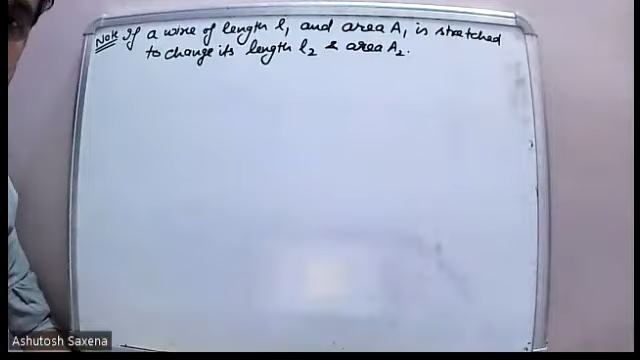 Note If a wire of length l₁ and area A₁ is stretched
to change its length l₂ & area A₂.
Ashutosh Saxena